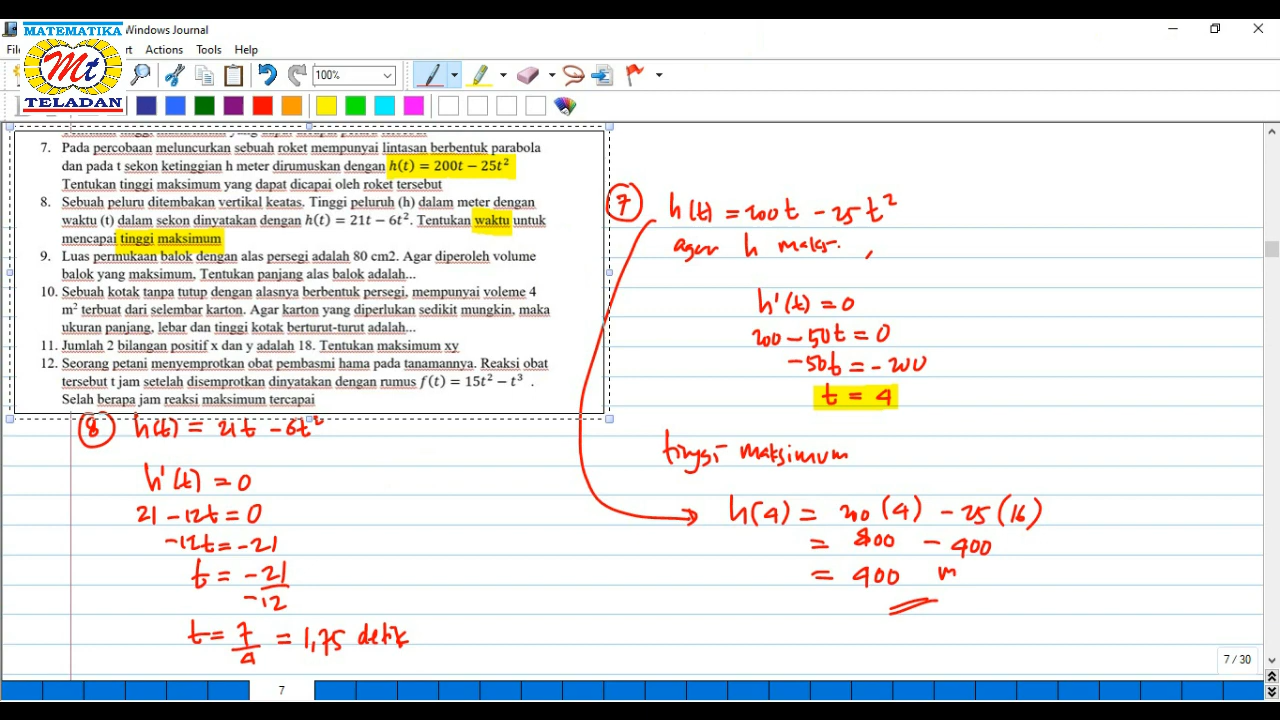 MATEMATIKA
Mt
TELADAN
Windows Journal
Actions Tools Help
100%
7. Pada percobaan meluncurkan sebuah roket mempunyai lintasan berbentuk parabola
dan pada t sekon ketinggian h meter dirumuskan dengan h(t) = 200t − 25t²
Tentukan tinggi maksimum yang dapat dicapai oleh roket tersebut
8. Sebuah peluru ditembakan vertikal keatas. Tinggi peluruh (h) dalam meter dengan
waktu (t) dalam sekon dinyatakan dengan h(t) = 21t − 6t². Tentukan waktu untuk
mencapai tinggi maksimum
9. Luas permukaan balok dengan alas persegi adalah 80 cm2. Agar diperoleh volume
balok yang maksimum, Tentukan panjang alas balok adalah...
10. Sebuah kotak tanpa tutup dengan alasnya berbentuk persegi, mempunyai voleme 4
m² terbuat dari selembar karton. Agar karton yang diperlukan sedikit mungkin, maka
ukuran panjang, lebar dan tinggi kotak berturut-turut adalah...
11. Jumlah 2 bilangan positif x dan y adalah 18. Tentukan maksimum xy
12. Seorang petani menyemprotkan obat pembasmi hama pada tanamannya. Reaksi obat
tersebut t jam setelah disemprotkan dinyatakan dengan rumus f(t) = 15t² − t³ .
Selah berapa jam reaksi maksimum tercapai
8 h(t) = 21t − 6t²
h'(t) = 0
21 − 12t = 0
−12t = −21
t = −21
−12
t = 7/4 = 1,75 detik
7 h(t) = 200t − 25t²
agar h maks. ,
h'(t) = 0
200 − 50t = 0
−50t = −200
t = 4
tinggi maksimum
h(4) = 200 (4) − 25 (16)
= 800 − 400
= 400 m
7 / 30
7